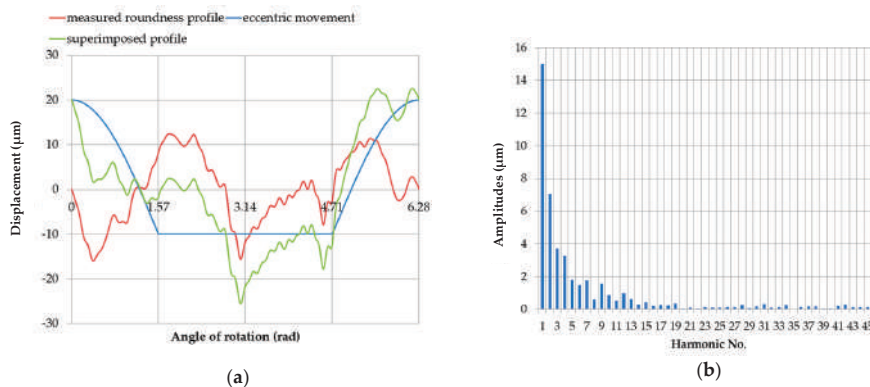 (a)
measured roundness profile
eccentric movement
superimposed profile
Displacement (μm)
30
20
10
0
-10
-20
-30
0
1.57
3.14
4.71
6.28
Angle of rotation (rad)
(b)
Amplitudes (μm)
16
14
12
10
8
6
4
2
0
1 3 5 7 9 11 13 15 17 19 21 23 25 27 29 31 33 35 37 39 41 43 45
Harmonic No.
(a)
(b)